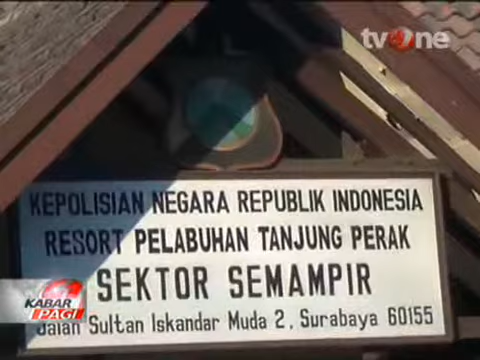 tvOne
KEPOLISIAN NEGARA REPUBLIK INDONESIA
RESORT PELABUHAN TANJUNG PERAK
SEKTOR SEMAMPIR
Jalan Sultan Iskandar Muda 2, Surabaya 60155
KABAR
PAGI